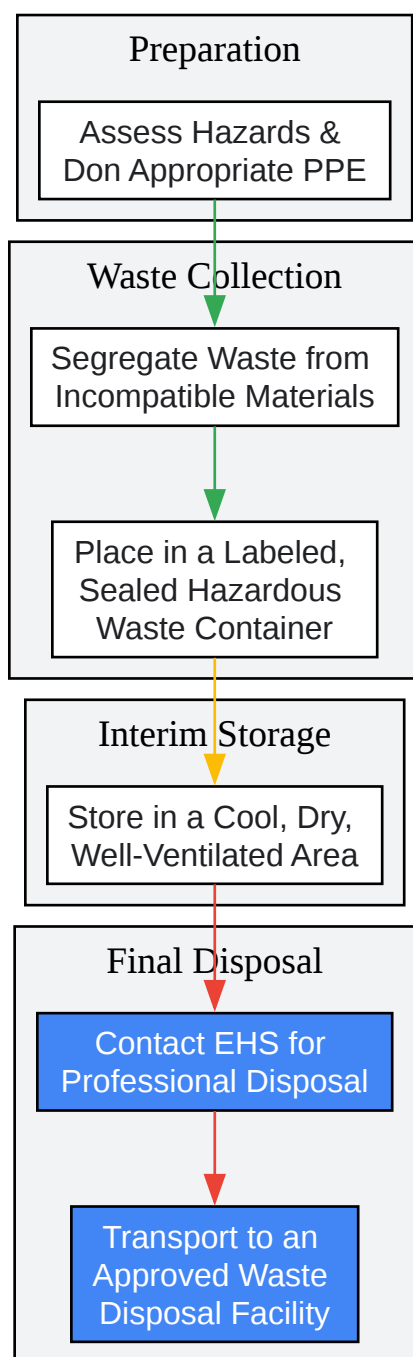 Preparation
Assess Hazards &
Don Appropriate PPE
Waste Collection
Segregate Waste from
Incompatible Materials
Place in a Labeled,
Sealed Hazardous
Waste Container
Interim Storage
Store in a Cool, Dry,
Well-Ventilated Area
Final Disposal
Contact EHS for
Professional Disposal
Transport to an
Approved Waste
Disposal Facility